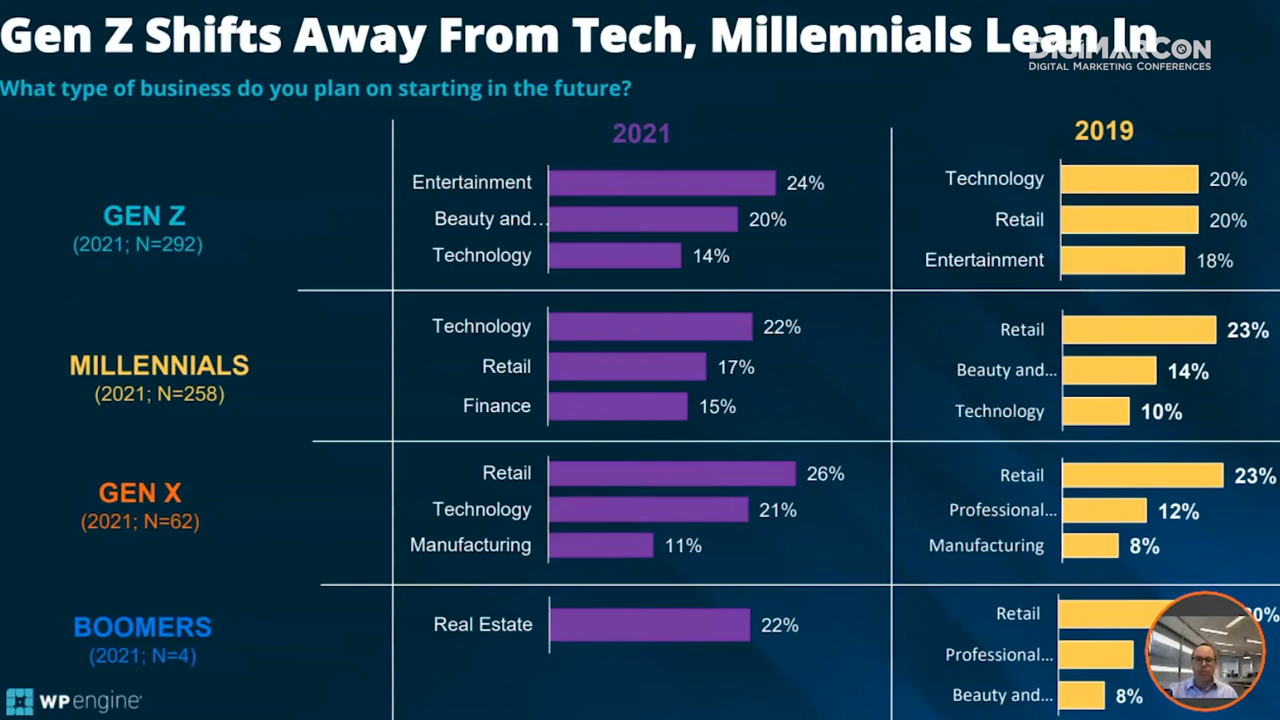 Gen Z Shifts Away From Tech, Millennials Lean In
DIGIMARCON
DIGITAL MARKETING CONFERENCES
What type of business do you plan on starting in the future?
2021
2019
GEN Z
(2021; N=292)
Entertainment 24%
Beauty and... 20%
Technology 14%
Technology 20%
Retail 20%
Entertainment 18%
MILLENNIALS
(2021; N=258)
Technology 22%
Retail 17%
Finance 15%
Retail 23%
Beauty and... 14%
Technology 10%
GEN X
(2021; N=62)
Retail 26%
Technology 21%
Manufacturing 11%
Retail 23%
Professional... 12%
Manufacturing 8%
BOOMERS
(2021; N=4)
Real Estate 22%
Retail
Professional...
Beauty and... 8%
WPengine